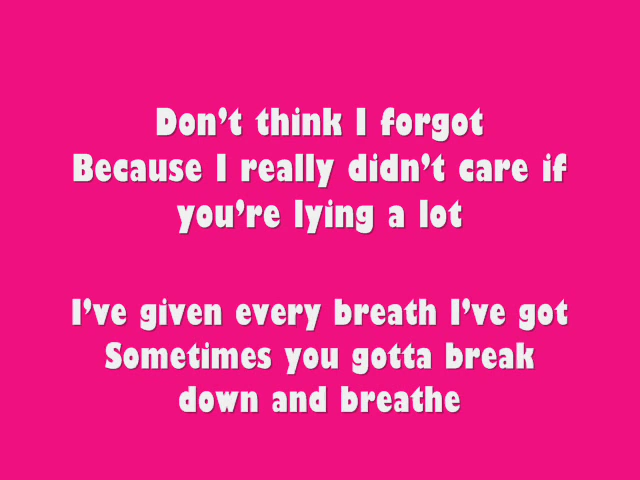 Don't think I forgot
Because I really didn't care if
you're lying a lot
I've given every breath I've got
Sometimes you gotta break
down and breathe